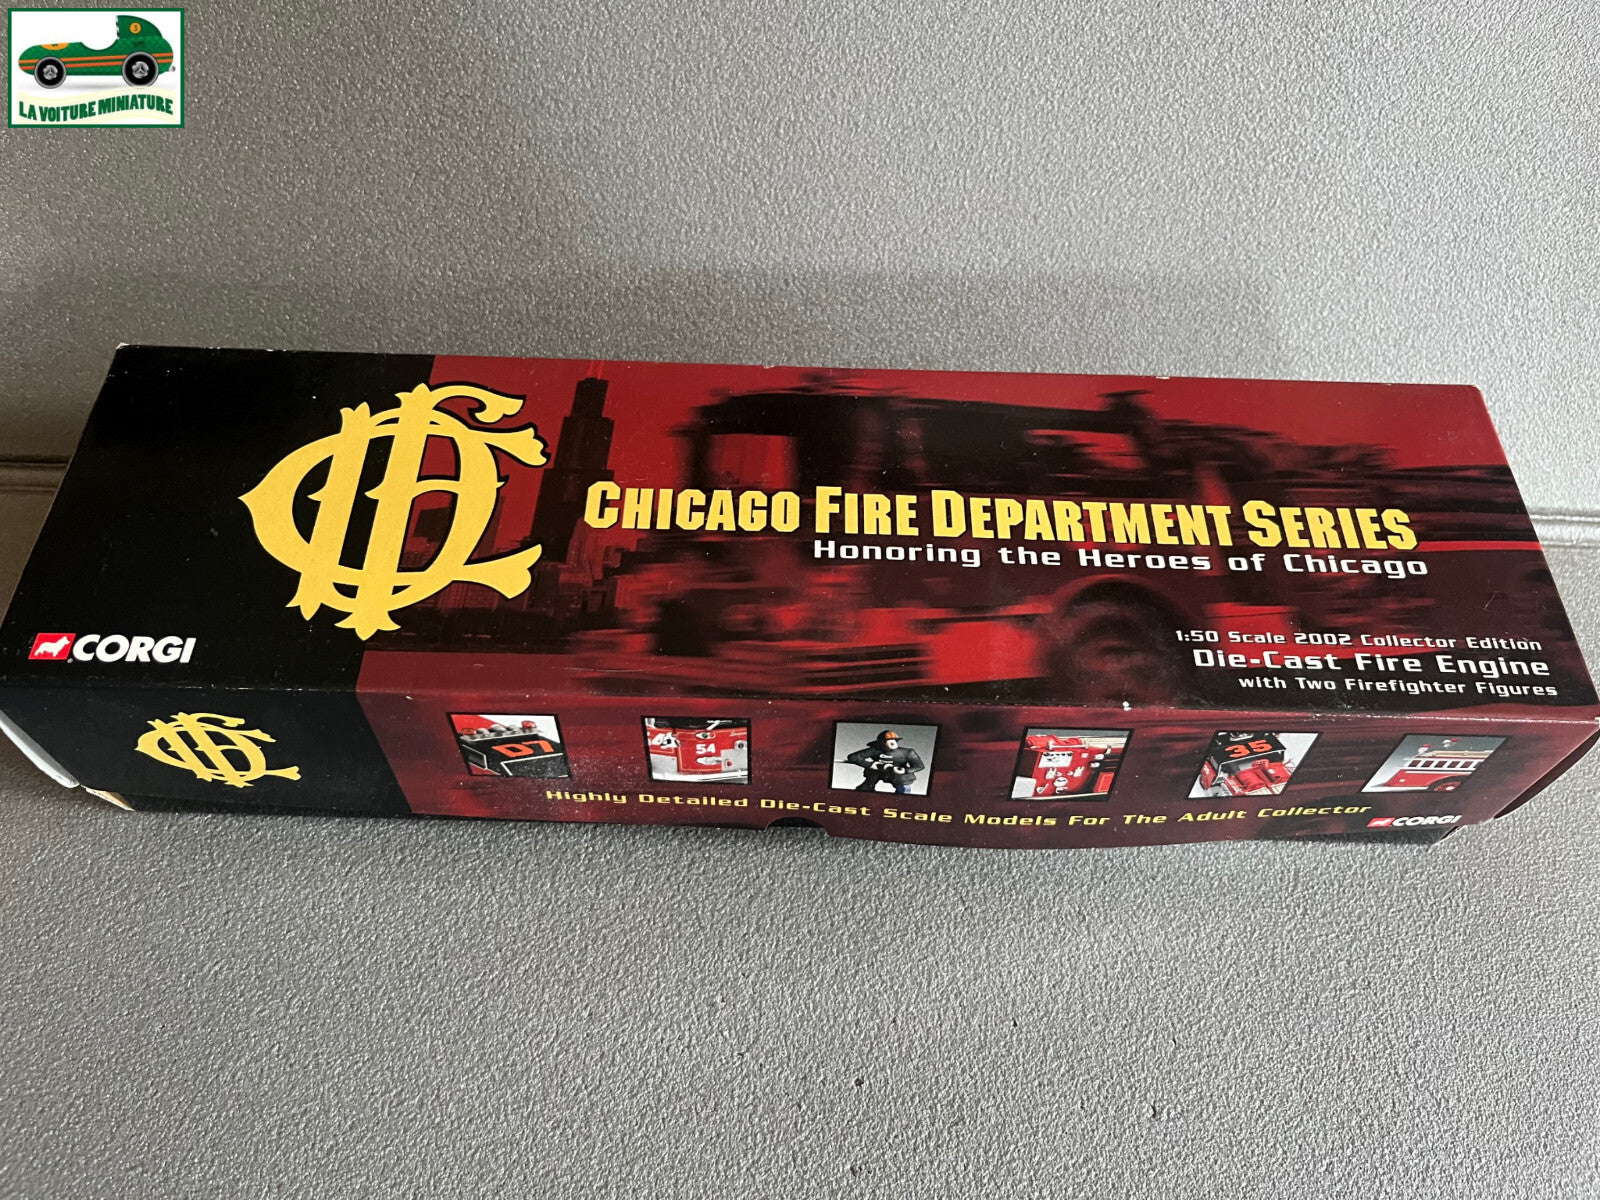 LA VOITURE MINIATURE
CHICAGO FIRE DEPARTMENT SERIES
Honoring the Heroes of Chicago
CORGI
1:50 Scale 2002 Collector Edition
Die-Cast Fire Engine
with Two Firefighter Figures
07
54
35
Highly Detailed Die-Cast Scale Models For The Adult Collector
CORGI